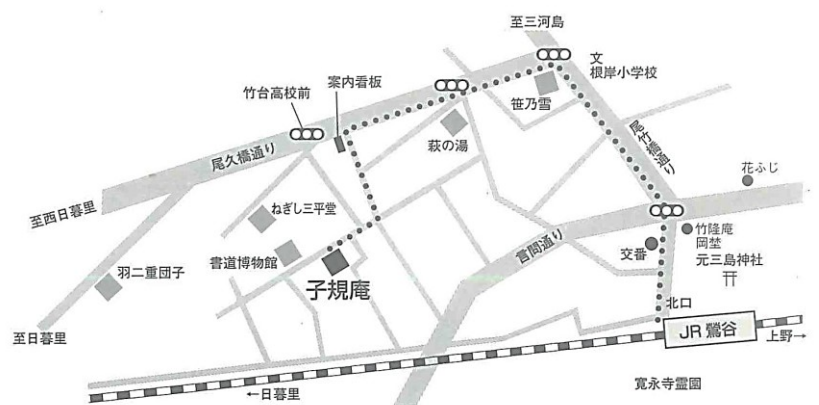 至三河島
文
根岸小学校
案内看板
竹台高校前
笹乃雪
萩の湯
尾久橋通り
尾竹橋通り
花ふじ
至西日暮里
ねぎし三平堂
言問通り
竹隆庵
岡埜
交番
元三島神社
書道博物館
羽二重団子
子規庵
北口
JR 鶯谷
至日暮里
上野→
←日暮里
寛永寺霊園